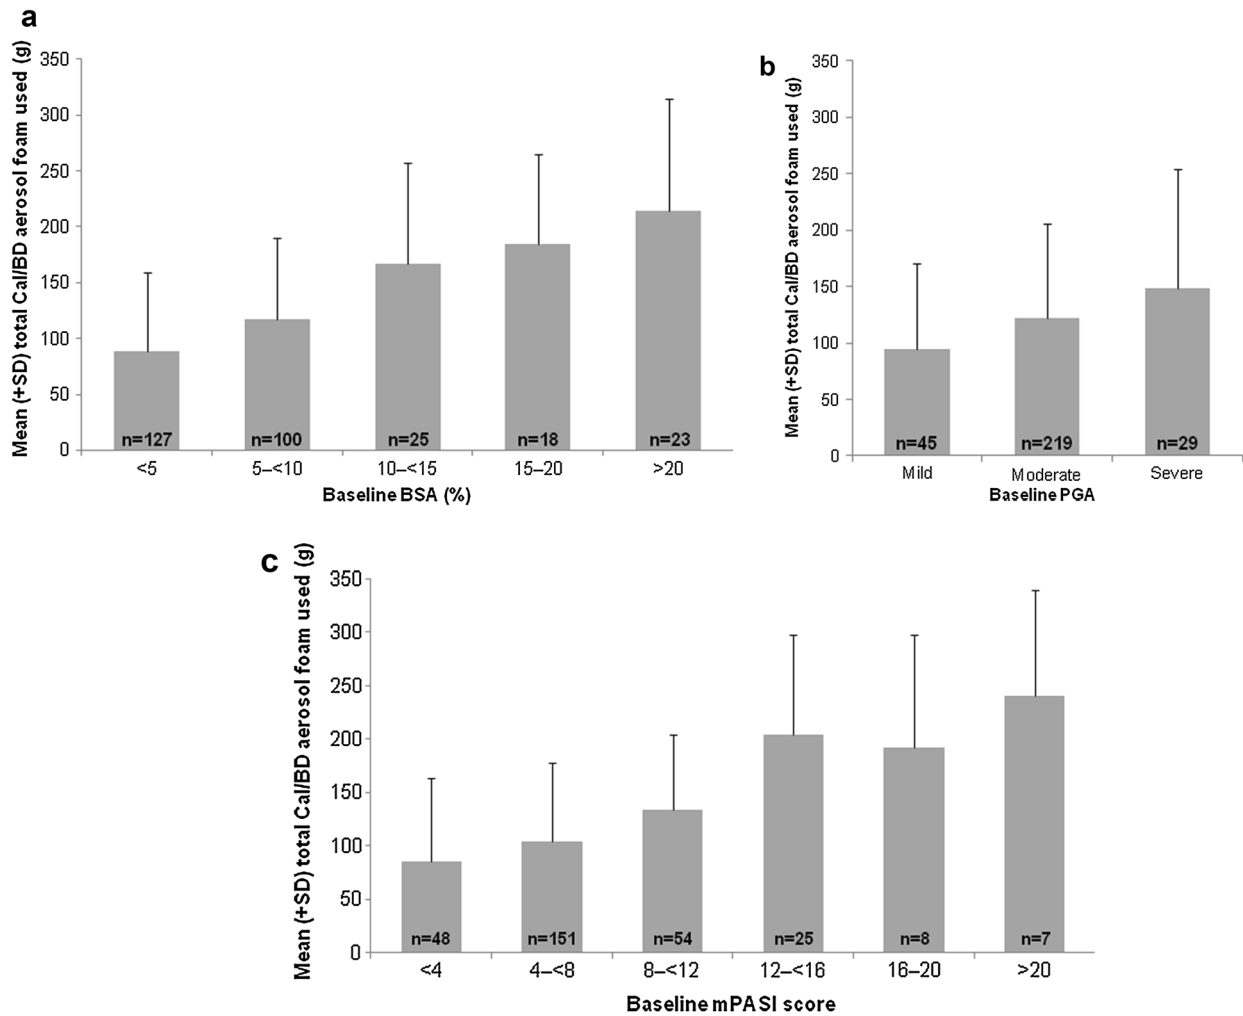 a
Mean (+SD) total Cal/BD aerosol foam used (g)
350
300
250
200
150
100
50
0
n=127 n=100 n=25 n=18 n=23
<5 5–<10 10–<15 15–20 >20
Baseline BSA (%)
b
Mean (+SD) total Cal/BD aerosol foam used (g)
350
300
250
200
150
100
50
0
n=45 n=219 n=29
Mild Moderate Severe
Baseline PGA
c
Mean (+SD) total Cal/BD aerosol foam used (g)
350
300
250
200
150
100
50
0
n=48 n=151 n=54 n=25 n=8 n=7
<4 4–<8 8–<12 12–<16 16–20 >20
Baseline mPASI score